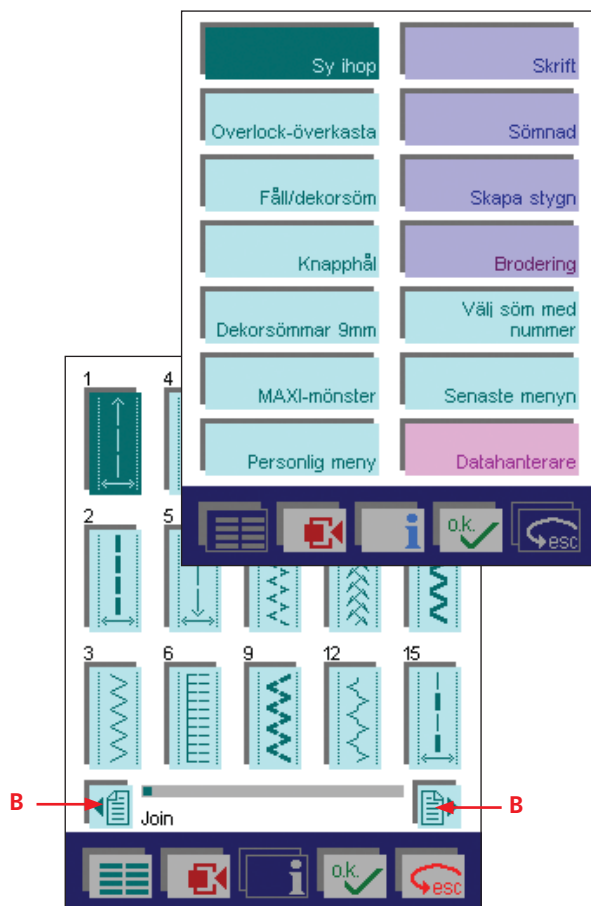 Sy ihop
Skrift
Overlock-överkasta
Sömnad
Fåll/dekorsöm
Skapa stygn
Knapphål
Brodering
Dekorsömmar 9mm
Välj söm med
nummer
MAXI-mönster
Senaste menyn
Personlig meny
Datahanterare
i
o.k.
esc
1
4
2
5
3
6
9
12
15
B
B
Join
i
o.k.
esc